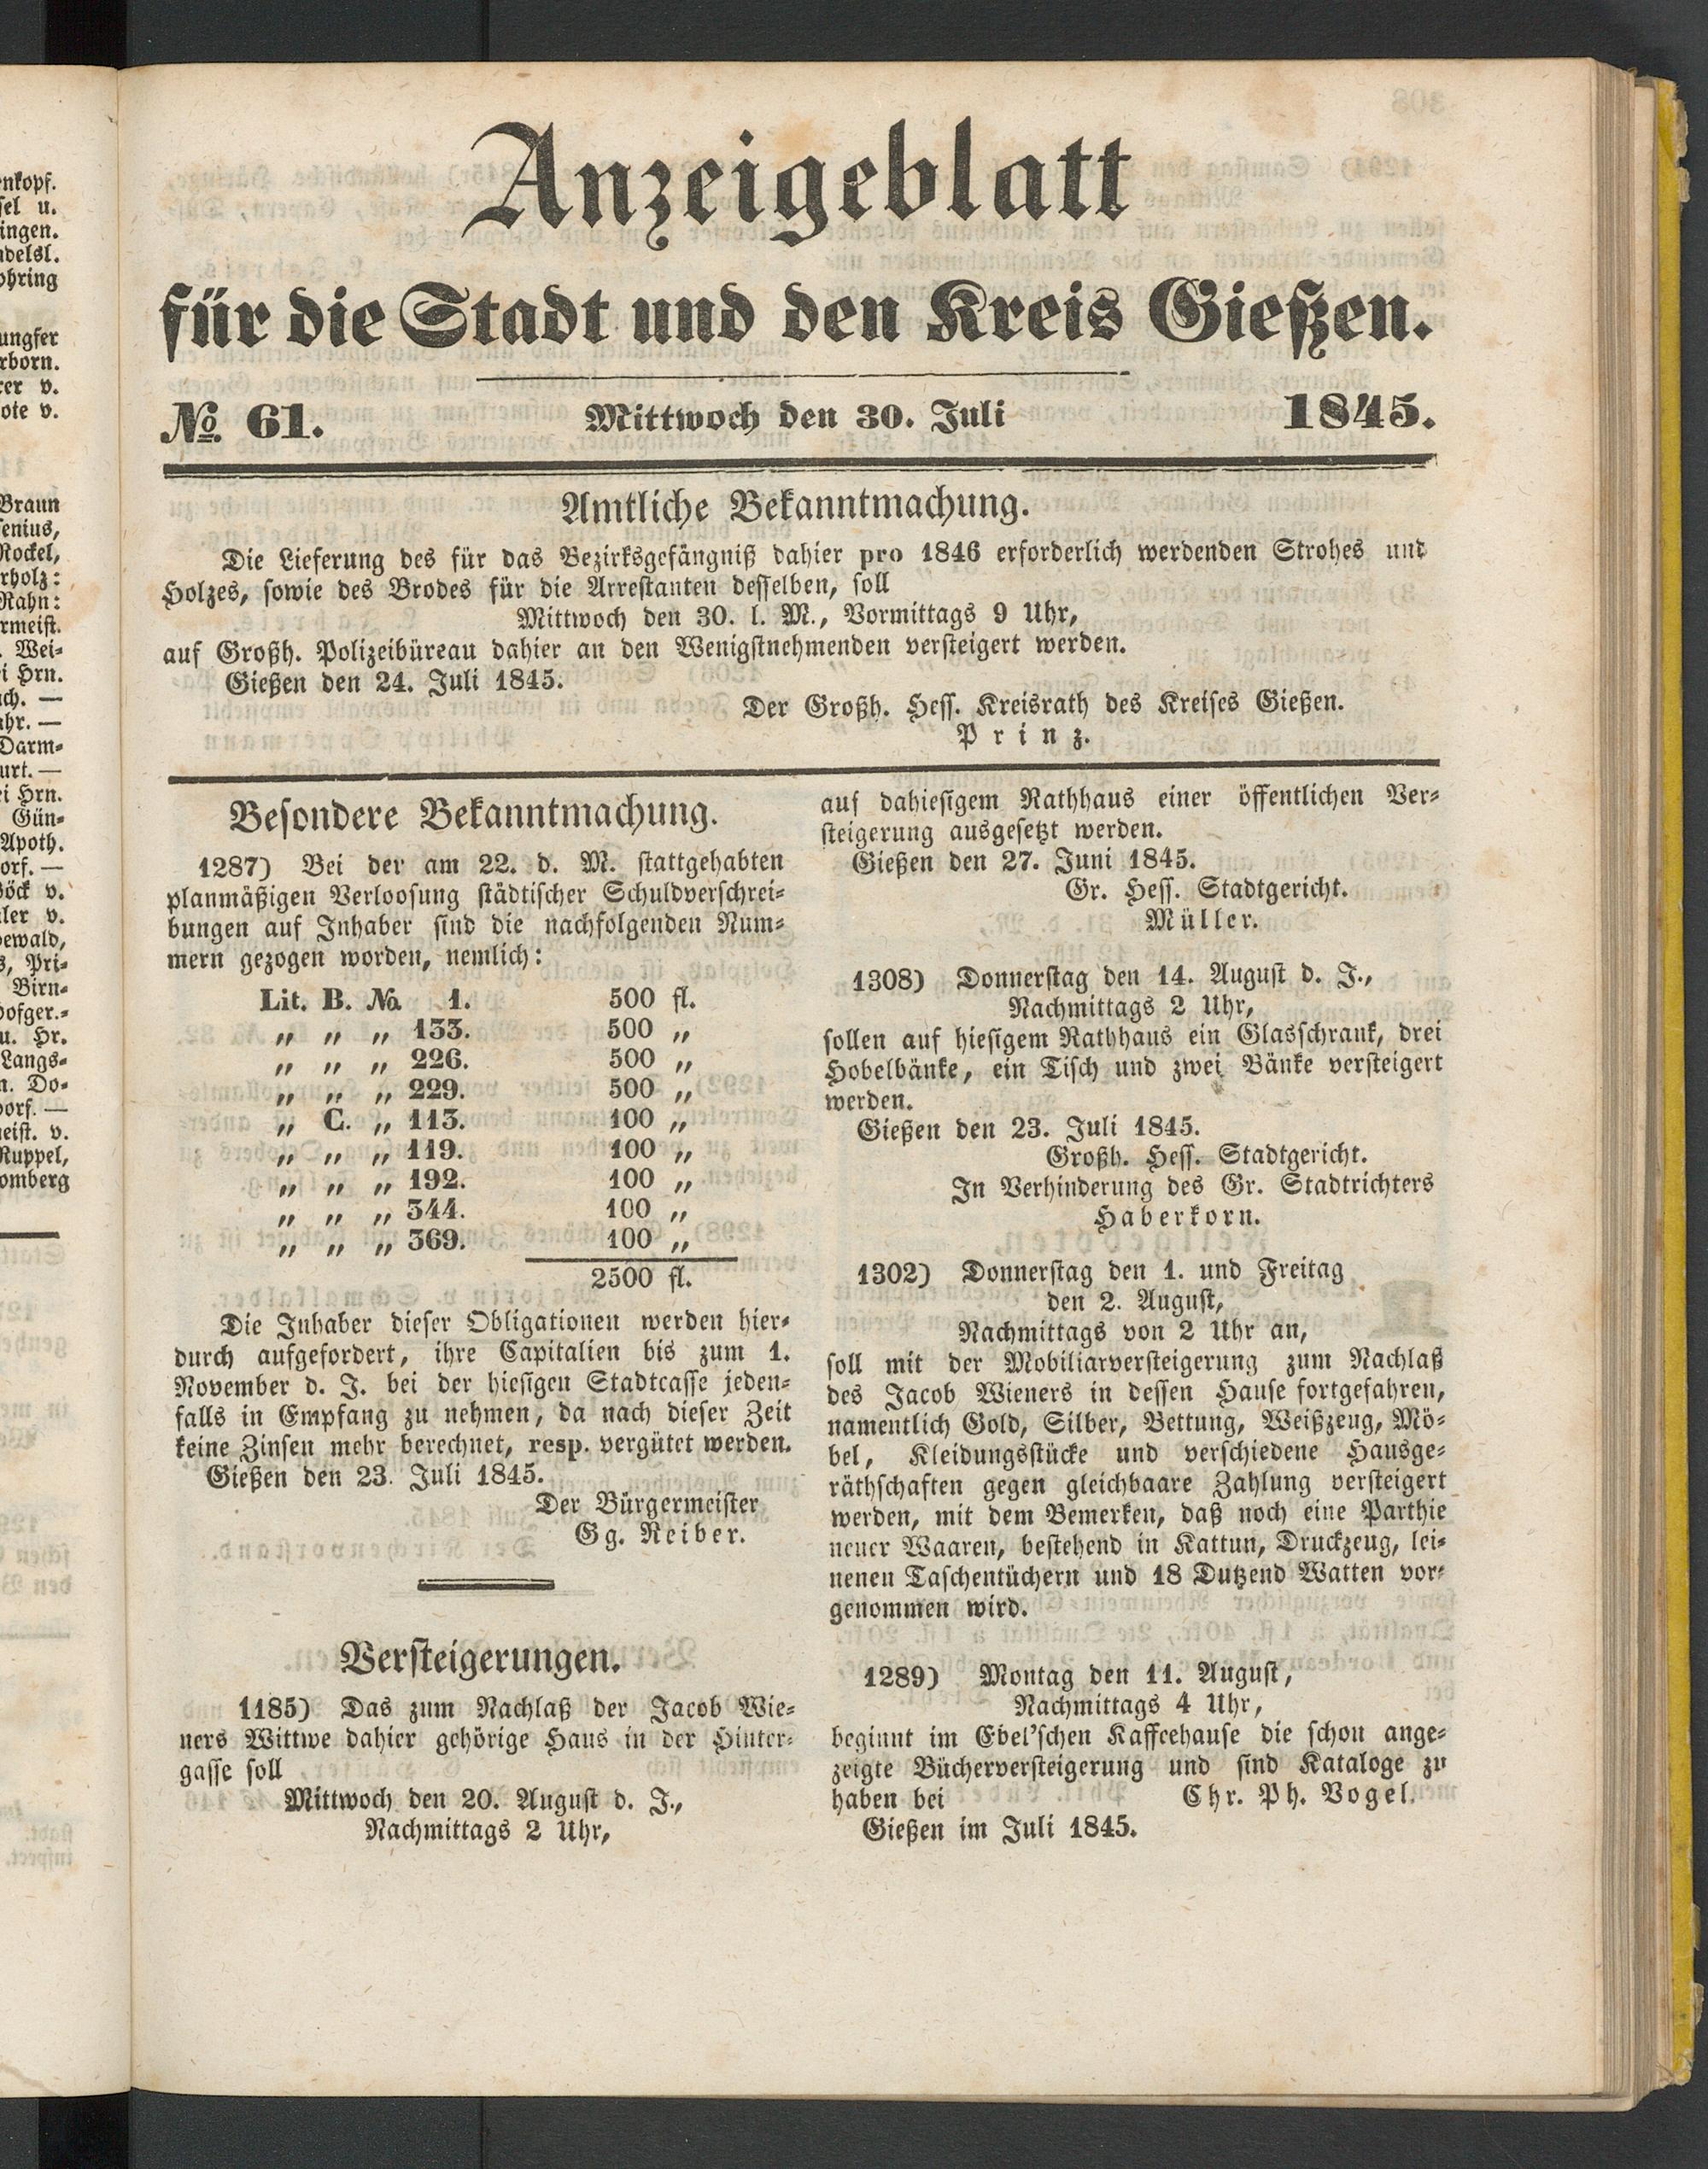 Anzeigeblatt
für die Stadt und den Kreis Gießen.
No. 61. Mittwoch den 30. Juli 1845.
Amtliche Bekanntmachung.
Die Lieferung des für das Bezirksgefängniß dahier pro 1846 erforderlich werdenden Strohes und
Holzes, sowie des Brodes für die Arrestanten desselben, soll
Mittwoch den 30. l. M., Vormittags 9 Uhr,
auf Großh. Polizeibüreau dahier an den Wenigstnehmenden versteigert werden.
Gießen den 24. Juli 1845.
Der Großh. Hess. Kreisrath des Kreises Gießen.
Prinz.
Besondere Bekanntmachung.
1287) Bei der am 22. d. M. stattgehabten
planmäßigen Verloosung städtischer Schuldverschrei-
bungen auf Inhaber sind die nachfolgenden Num-
mern gezogen worden, nemlich:
Lit. B. No. 1. 500 fl.
„ „ „ 133. 500 „
„ „ „ 226. 500 „
„ „ „ 229. 500 „
„ C. „ 113. 100 „
„ „ „ 119. 100 „
„ „ „ 192. 100 „
„ „ „ 344. 100 „
„ „ „ 369. 100 „
2500 fl.
Die Inhaber dieser Obligationen werden hier-
durch aufgefordert, ihre Capitalien bis zum 1.
November d. J. bei der hiesigen Stadtcasse jeden-
falls in Empfang zu nehmen, da nach dieser Zeit
keine Zinsen mehr berechnet, resp. vergütet werden.
Gießen den 23. Juli 1845.
Der Bürgermeister
Gg. Reiber.
Versteigerungen.
1185) Das zum Nachlaß der Jacob Wie-
ners Wittwe dahier gehörige Haus in der Hinter-
gasse soll
Mittwoch den 20. August d. J.,
Nachmittags 2 Uhr,
auf dahiesigem Rathhaus einer öffentlichen Ver-
steigerung ausgesetzt werden.
Gießen den 27. Juni 1845.
Gr. Hess. Stadtgericht.
Müller.
1308) Donnerstag den 14. August d. J.,
Nachmittags 2 Uhr,
sollen auf hiesigem Rathhaus ein Glasschrank, drei
Hobelbänke, ein Tisch und zwei Bänke versteigert
werden.
Gießen den 23. Juli 1845.
Großh. Hess. Stadtgericht.
In Verhinderung des Gr. Stadtrichters
Haberkorn.
1302) Donnerstag den 1. und Freitag
den 2. August,
Nachmittags von 2 Uhr an,
soll mit der Mobiliarversteigerung zum Nachlaß
des Jacob Wieners in dessen Hause fortgefahren,
namentlich Gold, Silber, Bettung, Weißzeug, Mö-
bel, Kleidungsstücke und verschiedene Hausge-
räthschaften gegen gleichbaare Zahlung versteigert
werden, mit dem Bemerken, daß noch eine Parthie
neuer Waaren, bestehend in Kattun, Druckzeug, lei-
nenen Taschentüchern und 18 Dutzend Watten vor-
genommen wird.
1289) Montag den 11. August,
Nachmittags 4 Uhr,
beginnt im Ebel'schen Kaffeehause die schon ange-
zeigte Bücherversteigerung und sind Kataloge zu
haben bei Chr. Ph. Vogel.
Gießen im Juli 1845.